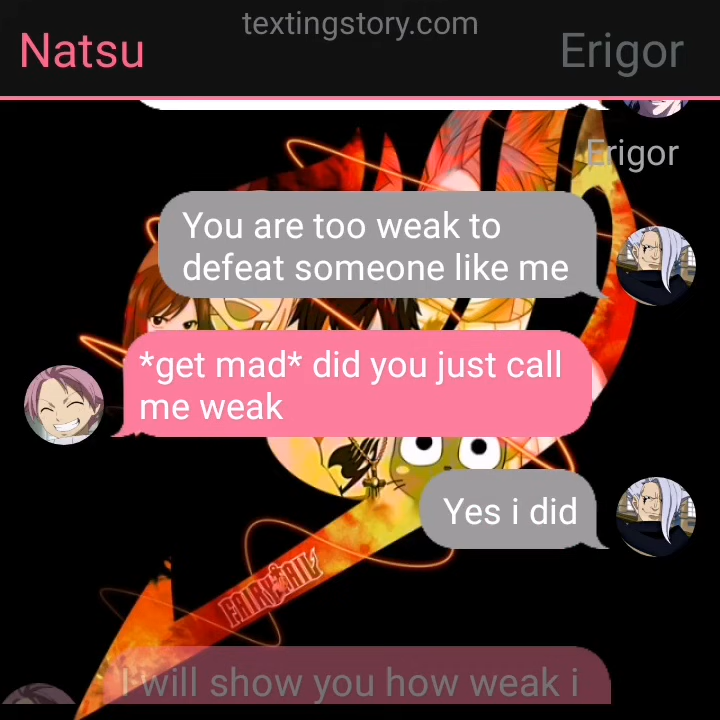 textingstory.com
Natsu
Erigor
Erigor
You are too weak to
defeat someone like me
*get mad* did you just call
me weak
Yes i did
FAIRY TAIL
I will show you how weak i